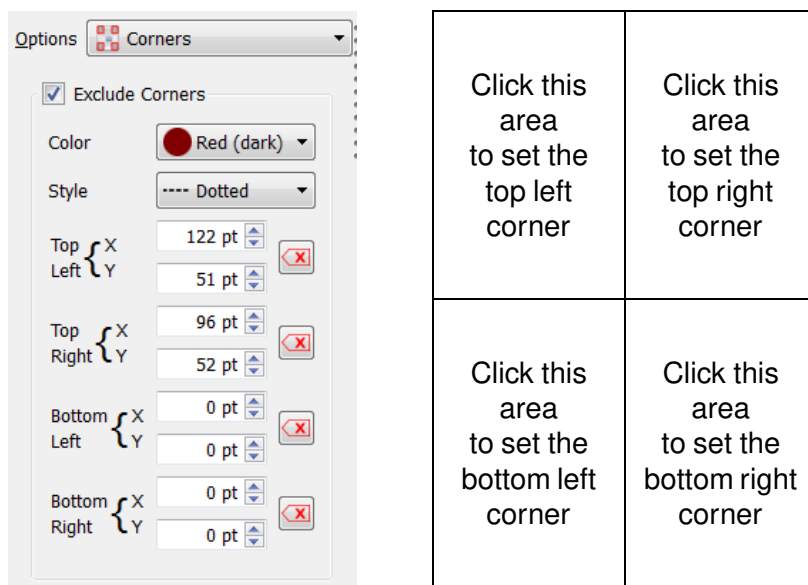 Options Corners
Exclude Corners
Color Red (dark)
Style Dotted
Top
Left { X
Y
122 pt
51 pt
Top
Right { X
Y
96 pt
52 pt
Bottom
Left { X
Y
0 pt
0 pt
Bottom
Right { X
Y
0 pt
0 pt
Click this
area
to set the
top left
corner
Click this
area
to set the
top right
corner
Click this
area
to set the
bottom left
corner
Click this
area
to set the
bottom right
corner